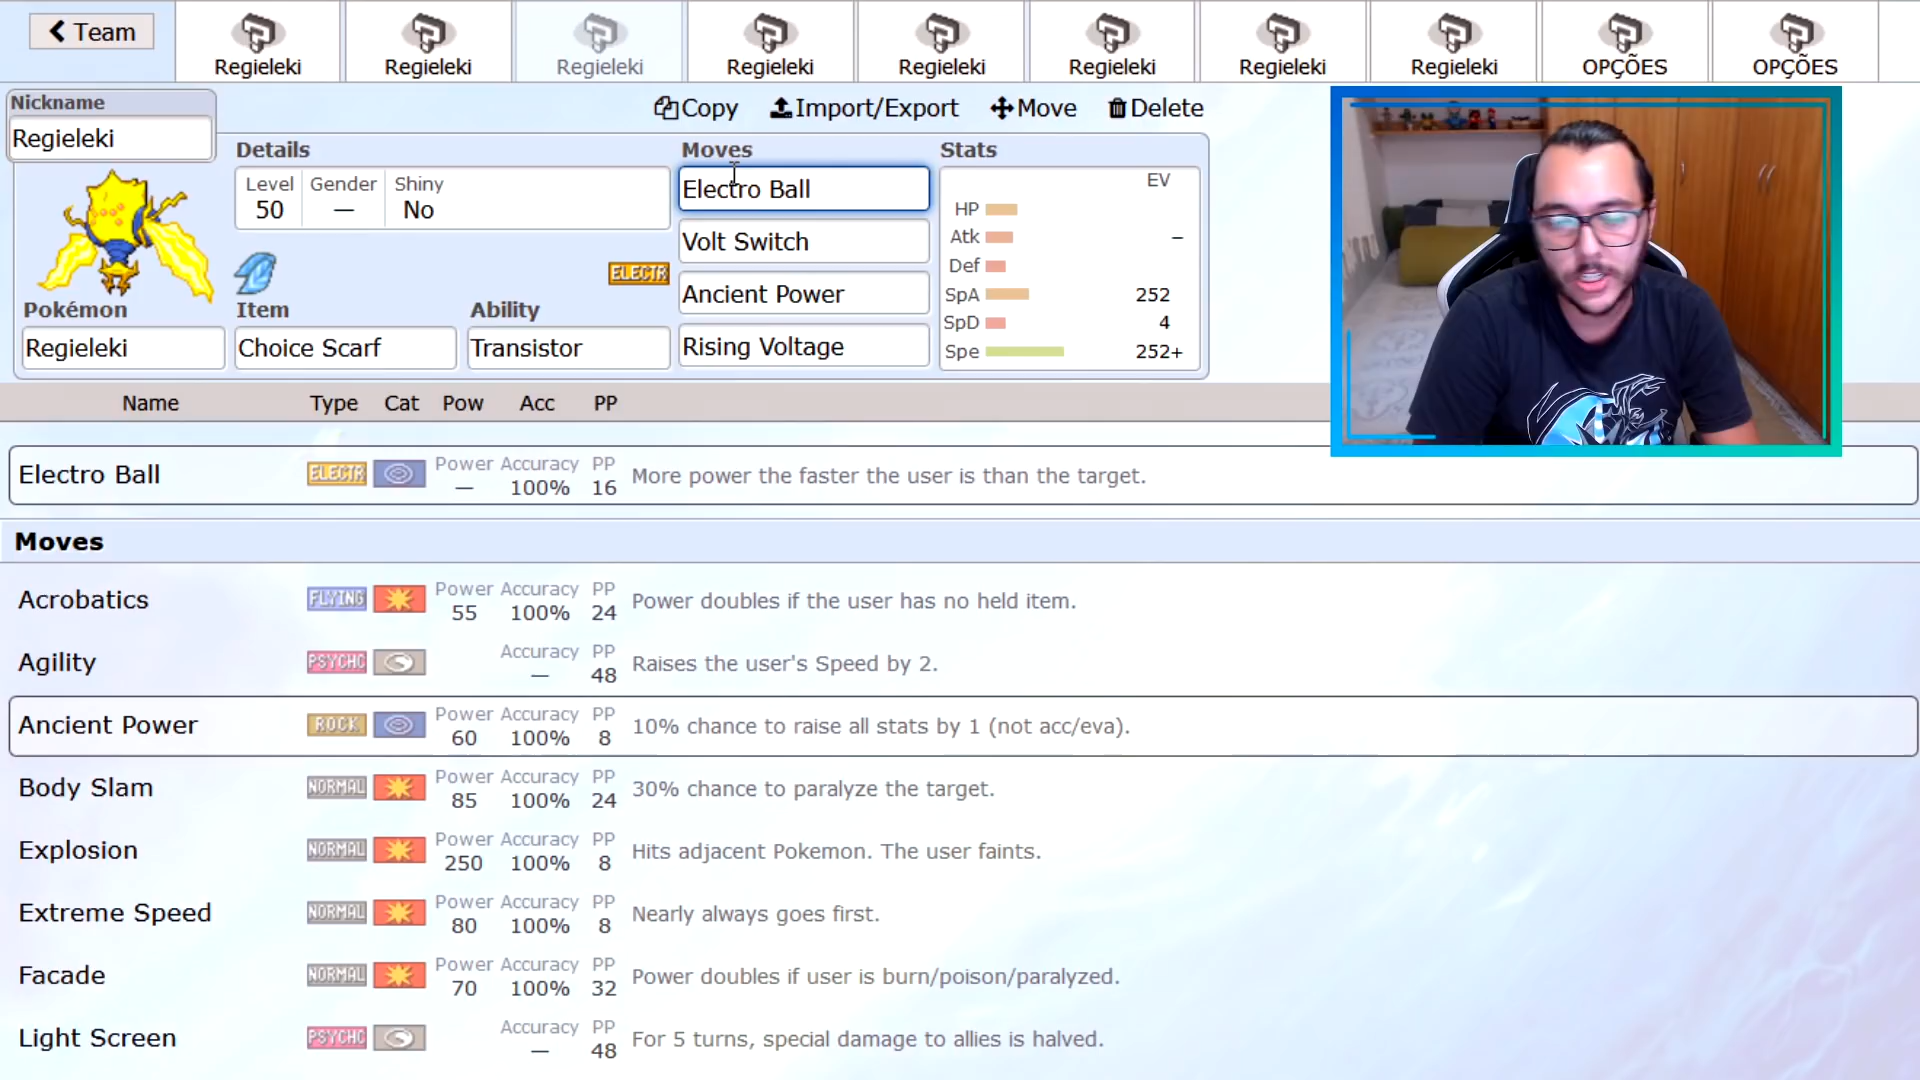 Team
Regieleki
Regieleki
Regieleki
Regieleki
Regieleki
Regieleki
Regieleki
Regieleki
OPÇÕES
OPÇÕES
Nickname
Regieleki
Copy
Import/Export
Move
Delete
Details
Level
50
Gender
—
Shiny
No
ELECTR
Pokémon
Regieleki
Item
Choice Scarf
Ability
Transistor
Moves
Electro Ball
Volt Switch
Ancient Power
Rising Voltage
Stats
EV
HP
Atk –
Def
SpA 252
SpD 4
Spe 252+
Name Type Cat Pow Acc PP
Electro Ball ELECTR Power — Accuracy 100% PP 16 More power the faster the user is than the target.
Moves
Acrobatics FLYING Power 55 Accuracy 100% PP 24 Power doubles if the user has no held item.
Agility PSYCHC Accuracy — PP 48 Raises the user's Speed by 2.
Ancient Power ROCK Power 60 Accuracy 100% PP 8 10% chance to raise all stats by 1 (not acc/eva).
Body Slam NORMAL Power 85 Accuracy 100% PP 24 30% chance to paralyze the target.
Explosion NORMAL Power 250 Accuracy 100% PP 8 Hits adjacent Pokemon. The user faints.
Extreme Speed NORMAL Power 80 Accuracy 100% PP 8 Nearly always goes first.
Facade NORMAL Power 70 Accuracy 100% PP 32 Power doubles if user is burn/poison/paralyzed.
Light Screen PSYCHC Accuracy — PP 48 For 5 turns, special damage to allies is halved.